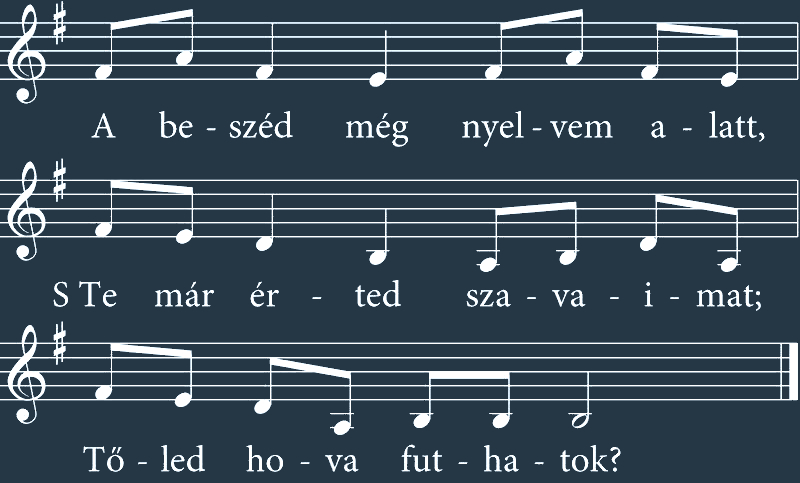 A be - széd még nyel - vem a - latt,
S Te már ér - ted sza - va - i - mat;
Tő - led ho - va fut - ha - tok?